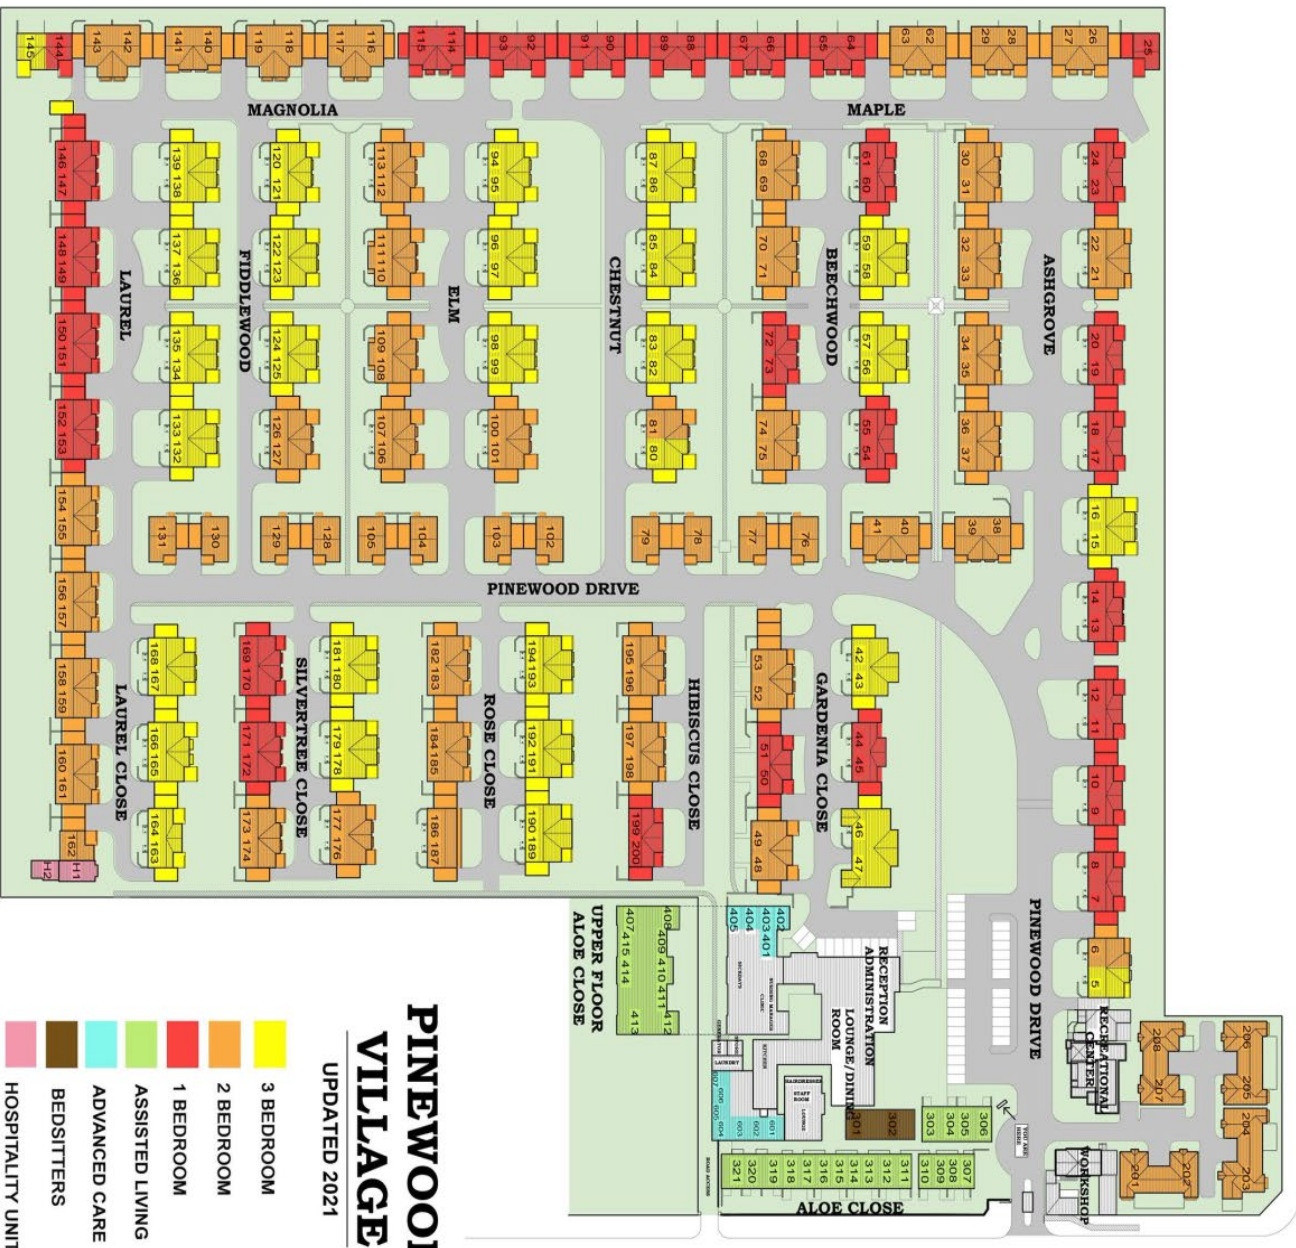 145 144 143 142 141 140 119 118 117 116 115 114 93 92 91 90 89 88 67 66 65 64 63 62 29 28 27 26 25
MAGNOLIA
MAPLE
146 147 139 138 120 121 113 112 94 95 87 86 68 69 61 60 30 31 24 23
148 149 137 136 122 123 111 110 96 97 85 84 70 71 59 58 32 33 22 21
LAUREL
FIDDLEWOOD
ELM
CHESTNUT
BEECHWOOD
ASHGROVE
150 151 135 134 124 125 109 108 98 99 83 82 72 73 57 56 34 35 20 19
152 153 133 132 126 127 107 106 100 101 81 80 74 75 55 54 36 37 18 17
154 155 131 130 129 128 105 104 103 102 79 78 77 76 41 40 39 38 16 15
PINEWOOD DRIVE
156 157 14 13
158 159 168 167 169 170 181 180 182 183 194 193 195 196 53 52 42 43 12 11
LAUREL CLOSE
SILVERTREE CLOSE
ROSE CLOSE
HIBISCUS CLOSE
GARDENIA CLOSE
160 161 166 165 171 172 179 178 184 185 192 191 197 198 51 50 44 45 10 9
162 164 163 173 174 177 176 186 187 190 189 199 200 49 48 46 47 8 7
H2 H1
6 5
PINEWOOD DRIVE
UPPER FLOOR
ALOE CLOSE
408 409 410 411 412
407 415 414 413
402
403 401
404
405
RECEPTION
ADMINISTRATION
LOUNGE/DINING
ROOM
NURSING MANAGER
CLINIC
KITCHEN
LAUNDRY
HAIRDRESSER
STAFF
ROOM
LOUNGE
607 606 605 604 603 602 601
301 302
303 304 305 306
321 320 319 318 317 316 315 314 313 312 311 310 309 308 307
ROAD ACCESS
ALOE CLOSE
YOU ARE
HERE
RECREATIONAL
CENTER
WORKSHOP
208 207 206 205 204 203 202 201
PINEWOO
VILLAGE
UPDATED 2021
3 BEDROOM
2 BEDROOM
1 BEDROOM
ASSISTED LIVING
ADVANCED CARE
BEDSITTERS
HOSPITALITY UNIT